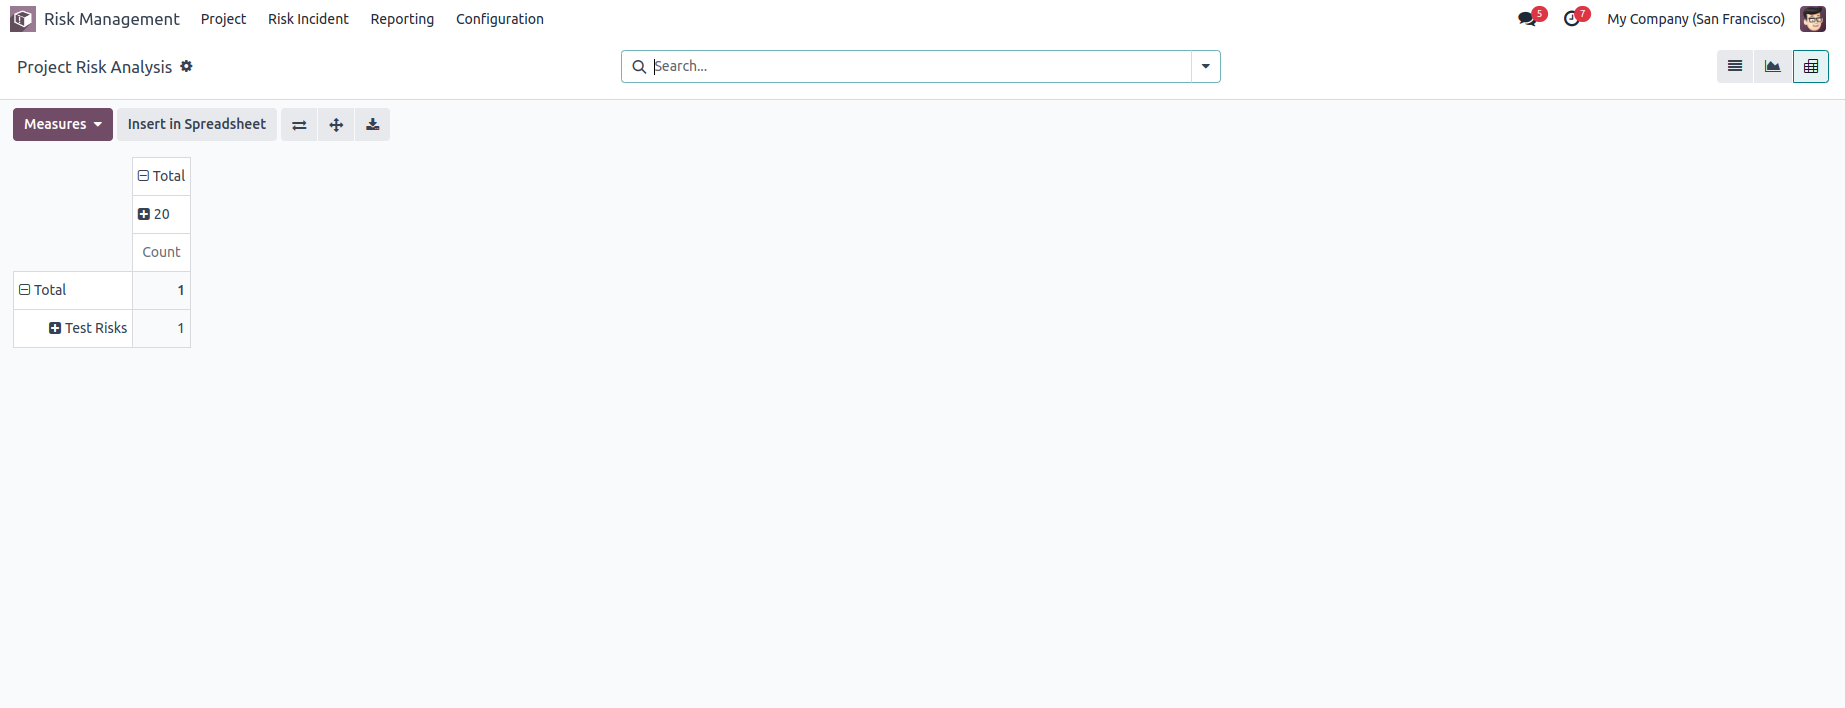 Risk Management Project Risk Incident Reporting Configuration 5 7 My Company (San Francisco)
Project Risk Analysis Search...
Measures Insert in Spreadsheet
Total
20
Count
Total 1
Test Risks 1